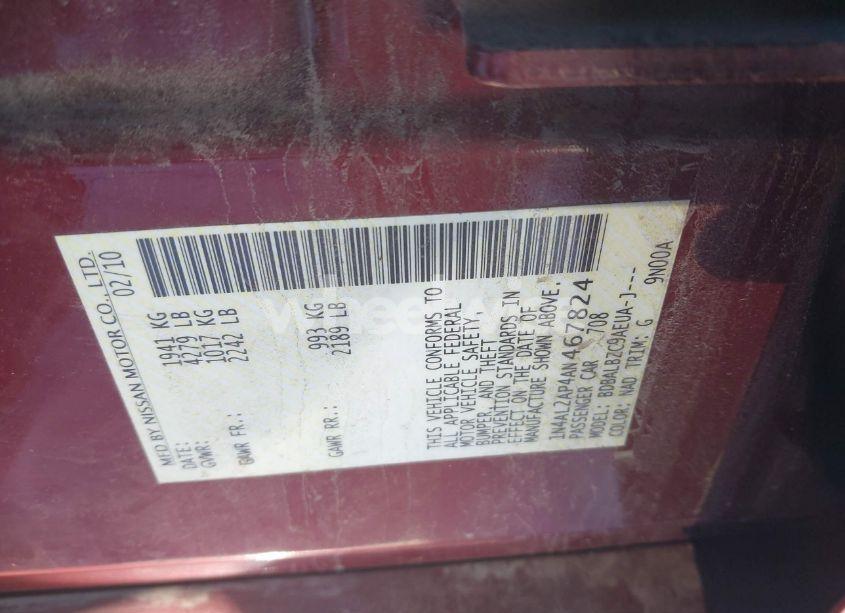 MFD BY NISSAN MOTOR CO., LTD.
DATE: 02/10
GVWR: 1941 KG
4279 LB
GAWR FR.: 1017 KG
2242 LB
GAWR RR.: 993 KG
2189 LB
THIS VEHICLE CONFORMS TO
ALL APPLICABLE FEDERAL
MOTOR VEHICLE SAFETY,
BUMPER, AND THEFT
PREVENTION STANDARDS IN
EFFECT ON THE DATE OF
MANUFACTURE SHOWN ABOVE.
1N4AL2AP4AN467824
PASSENGER CAR 708
MODEL: BDBALBZC9AEUA-J---
COLOR: NAD TRIM: G 9N00A